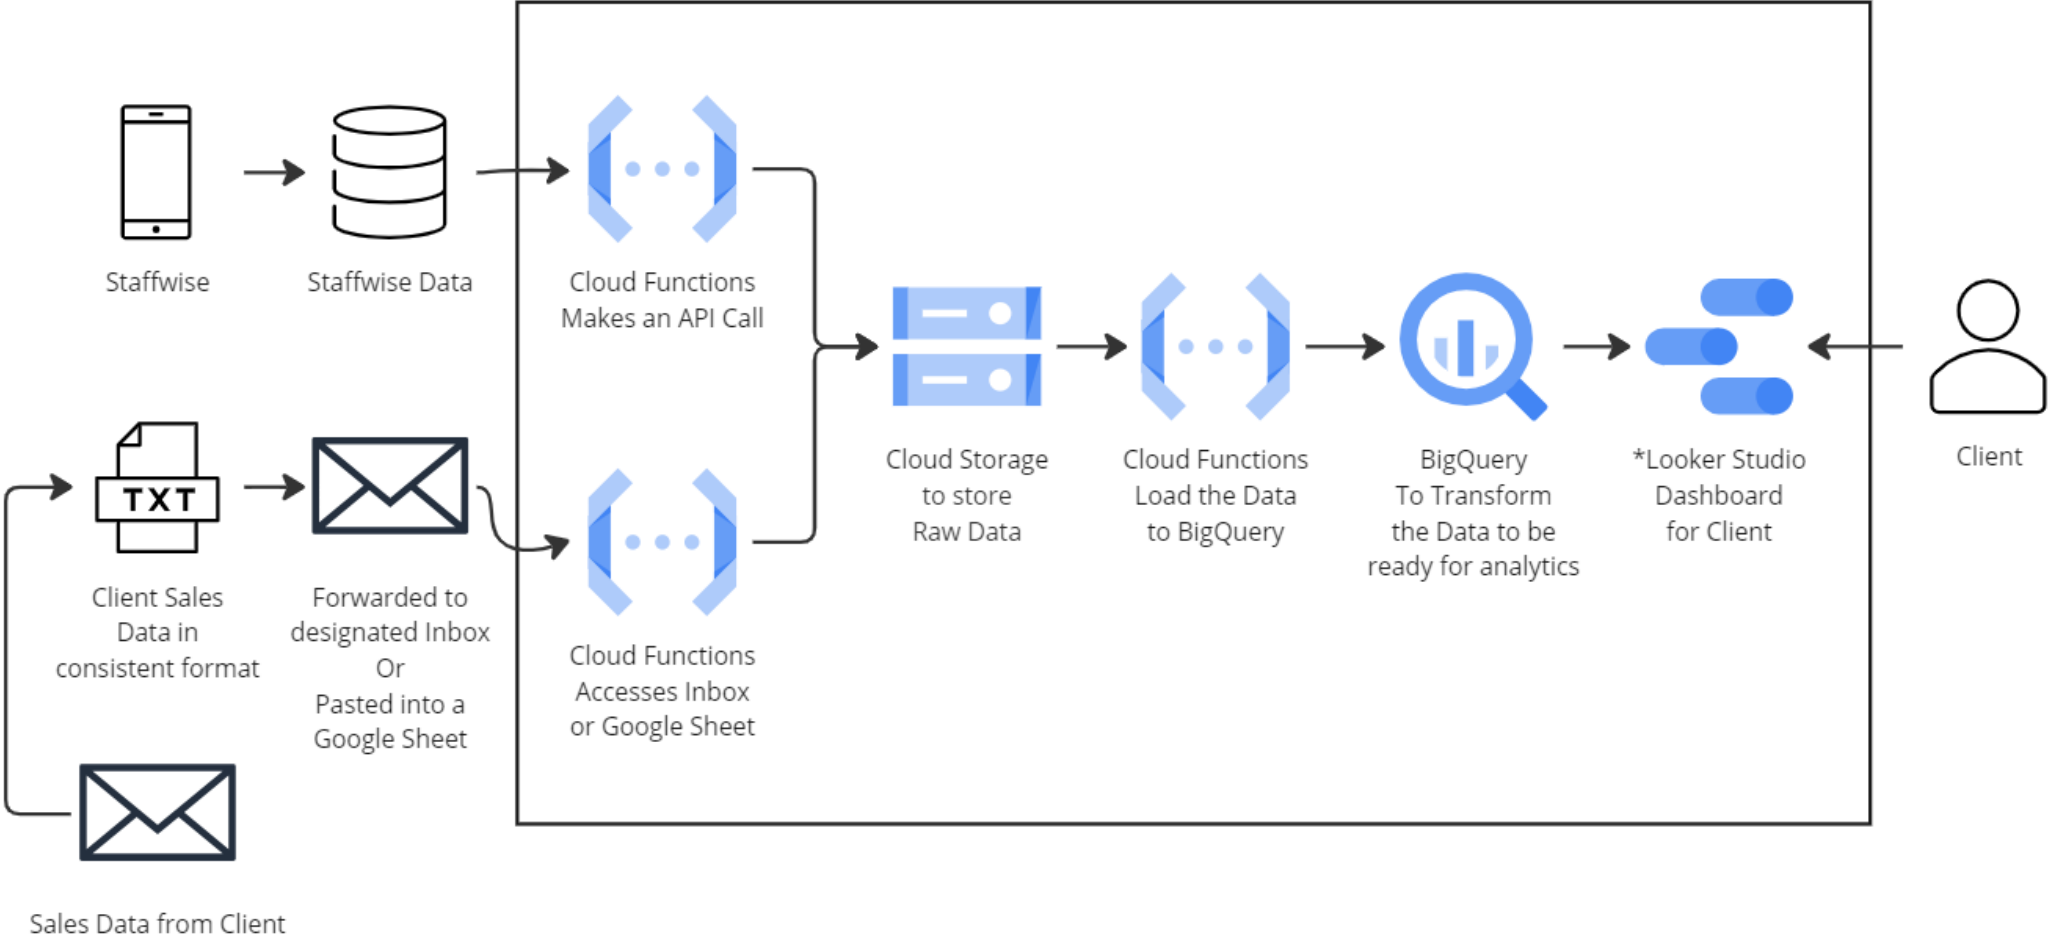 Staffwise
Staffwise Data
Cloud Functions
Makes an API Call
TXT
Client Sales
Data in
consistent format
Forwarded to
designated Inbox
Or
Pasted into a
Google Sheet
Cloud Functions
Accesses Inbox
or Google Sheet
Sales Data from Client
Cloud Storage
to store
Raw Data
Cloud Functions
Load the Data
to BigQuery
BigQuery
To Transform
the Data to be
ready for analytics
*Looker Studio
Dashboard
for Client
Client